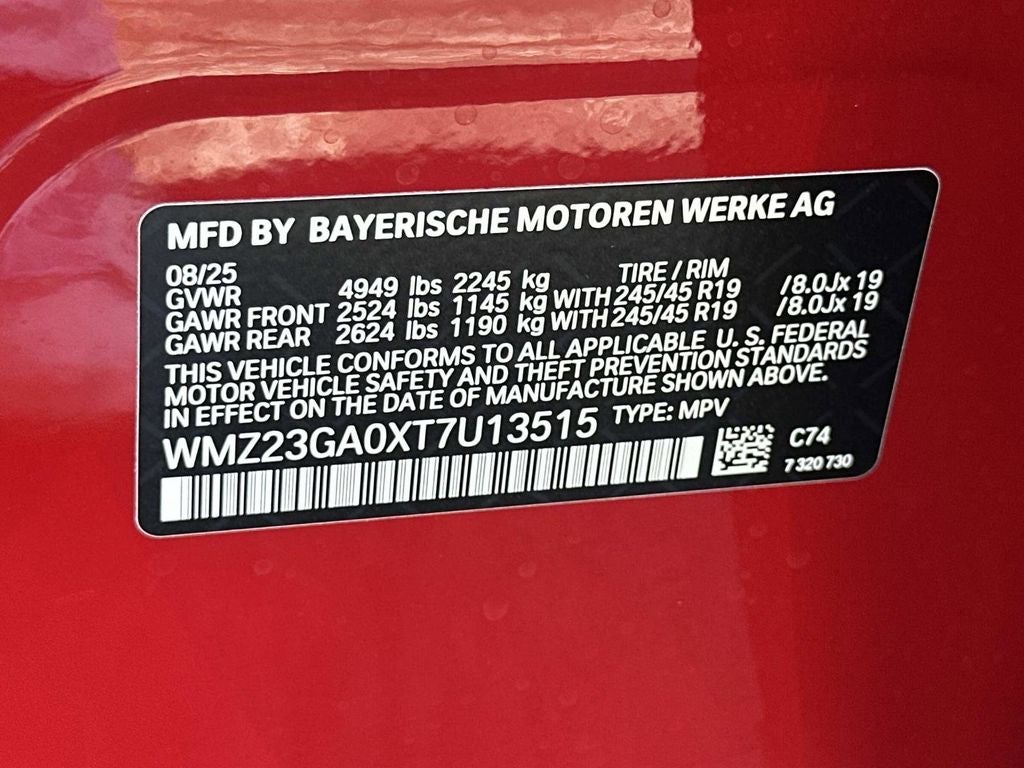 MFD BY BAYERISCHE MOTOREN WERKE AG
08/25 TIRE / RIM
GVWR 4949 lbs 2245 kg
GAWR FRONT 2524 lbs 1145 kg WITH 245/45 R19 /8.0Jx 19
GAWR REAR 2624 lbs 1190 kg WITH 245/45 R19 /8.0Jx 19
THIS VEHICLE CONFORMS TO ALL APPLICABLE U. S. FEDERAL
MOTOR VEHICLE SAFETY AND THEFT PREVENTION STANDARDS
IN EFFECT ON THE DATE OF MANUFACTURE SHOWN ABOVE.
WMZ23GA0XT7U13515 TYPE: MPV
C74
7 320 730